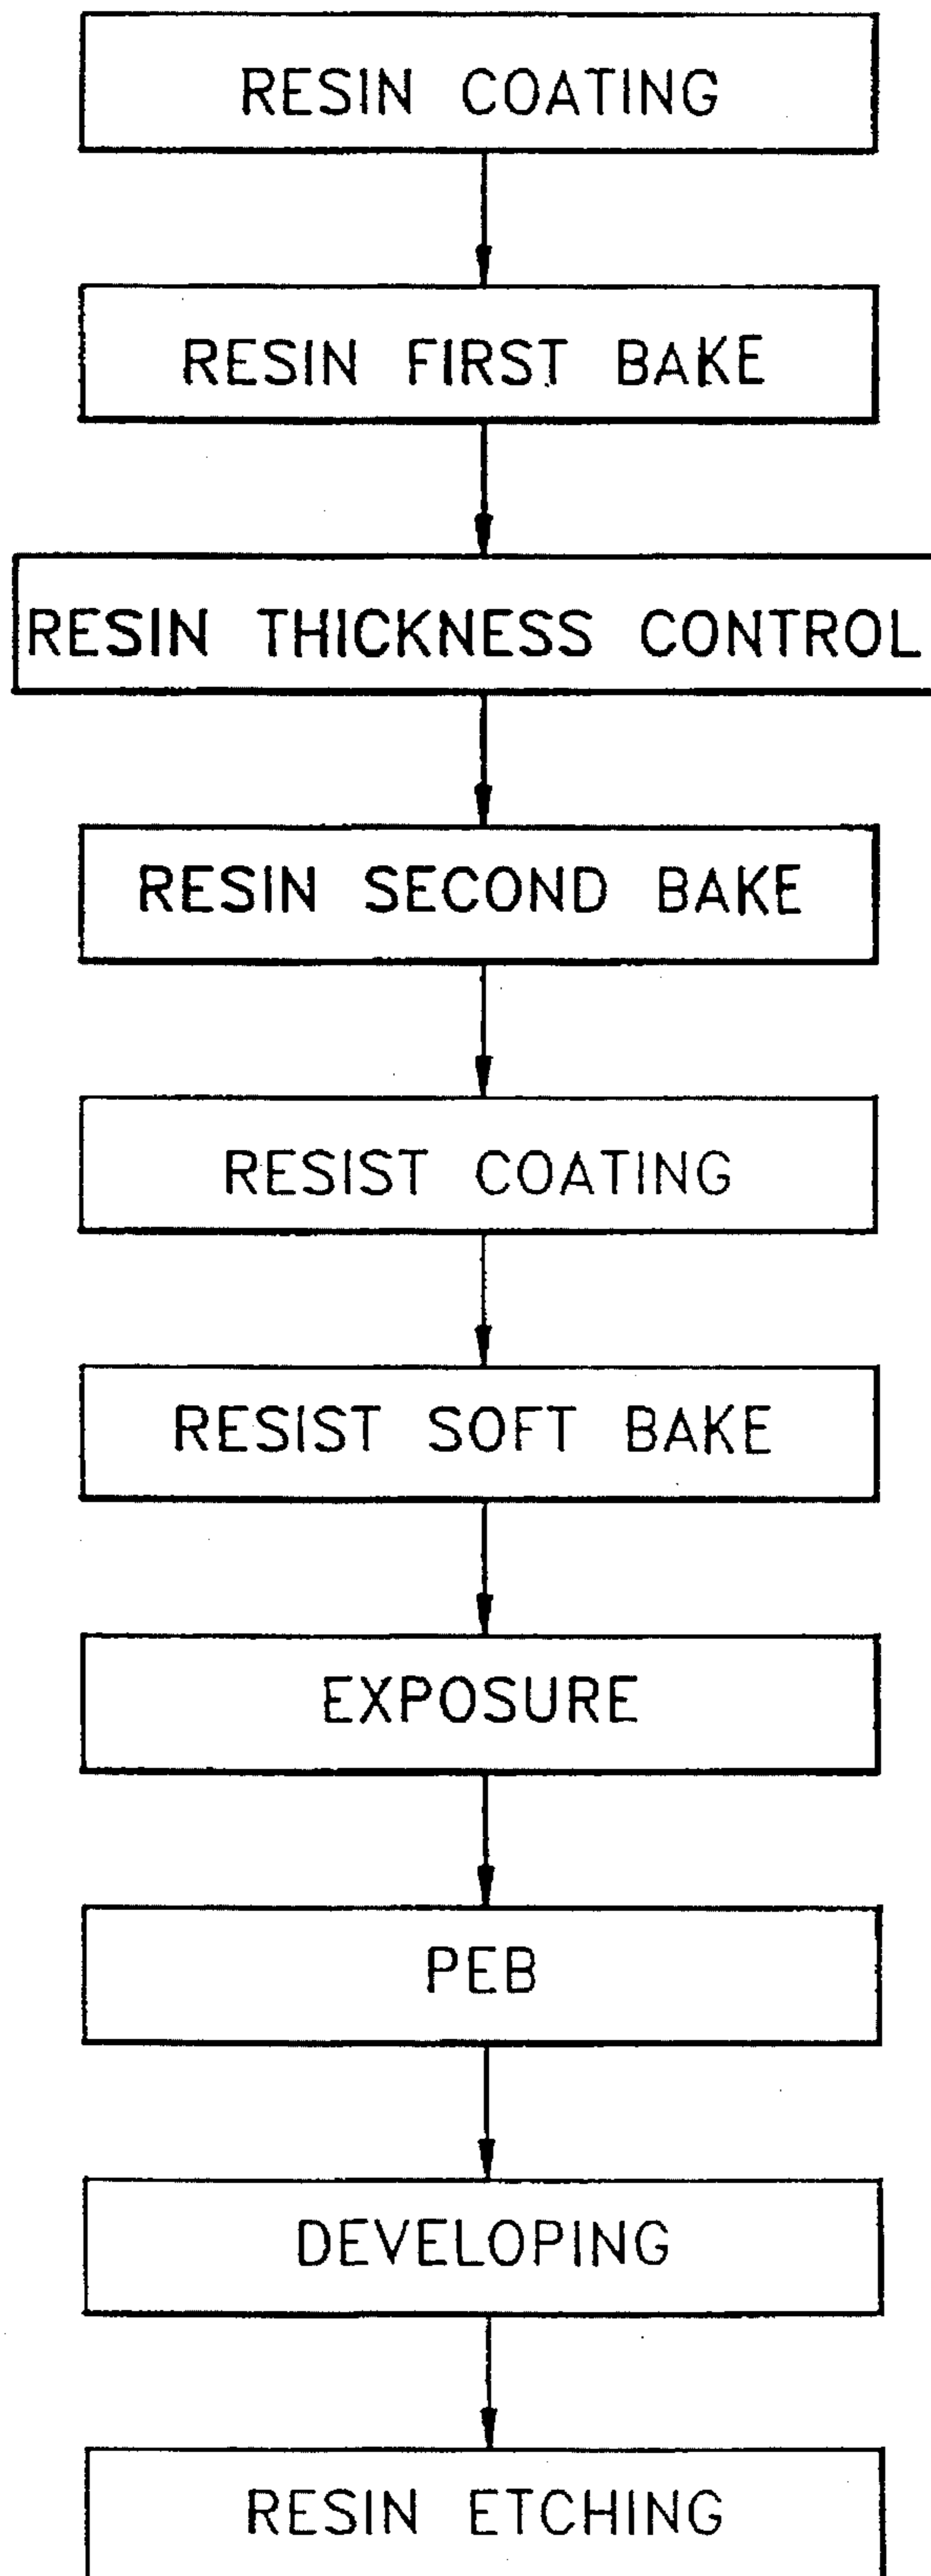 RESIN COATING
RESIN FIRST BAKE
RESIN THICKNESS CONTROL
RESIN SECOND BAKE
RESIST COATING
RESIST SOFT BAKE
EXPOSURE
PEB
DEVELOPING
RESIN ETCHING